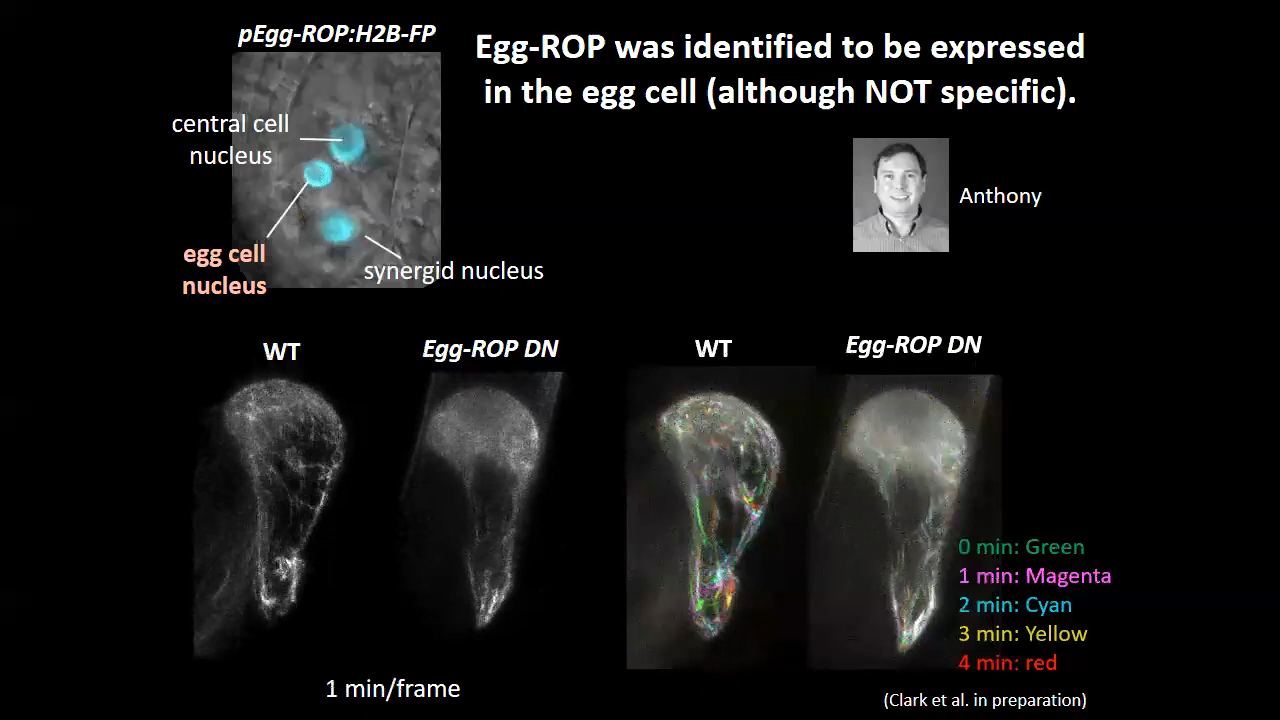 pEgg-ROP:H2B-FP
Egg-ROP was identified to be expressed
in the egg cell (although NOT specific).
central cell
nucleus
egg cell
nucleus
synergid nucleus
Anthony
WT
Egg-ROP DN
WT
Egg-ROP DN
0 min: Green
1 min: Magenta
2 min: Cyan
3 min: Yellow
4 min: red
1 min/frame
(Clark et al. in preparation)